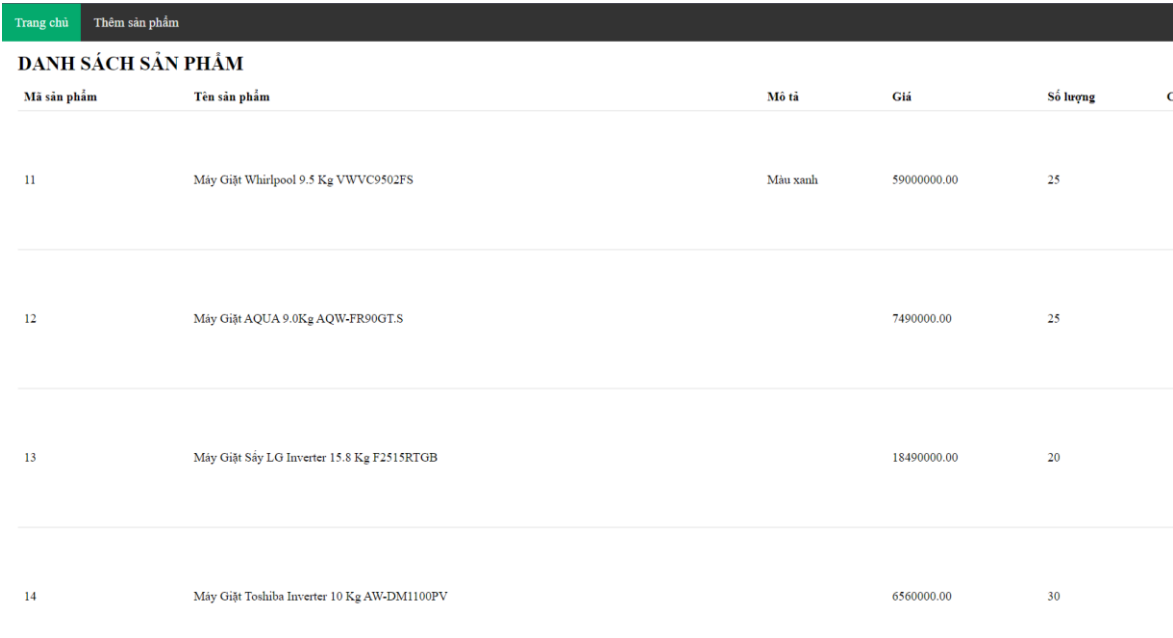 Trang chủ Thêm sản phẩm
DANH SÁCH SẢN PHẨM
Mã sản phẩm Tên sản phẩm Mô tả Giá Số lượng
11 Máy Giặt Whirlpool 9.5 Kg VWVC9502FS Màu xanh 59000000.00 25
12 Máy Giặt AQUA 9.0Kg AQW-FR90GT.S 7490000.00 25
13 Máy Giặt Sấy LG Inverter 15.8 Kg F2515RTGB 18490000.00 20
14 Máy Giặt Toshiba Inverter 10 Kg AW-DM1100PV 6560000.00 30